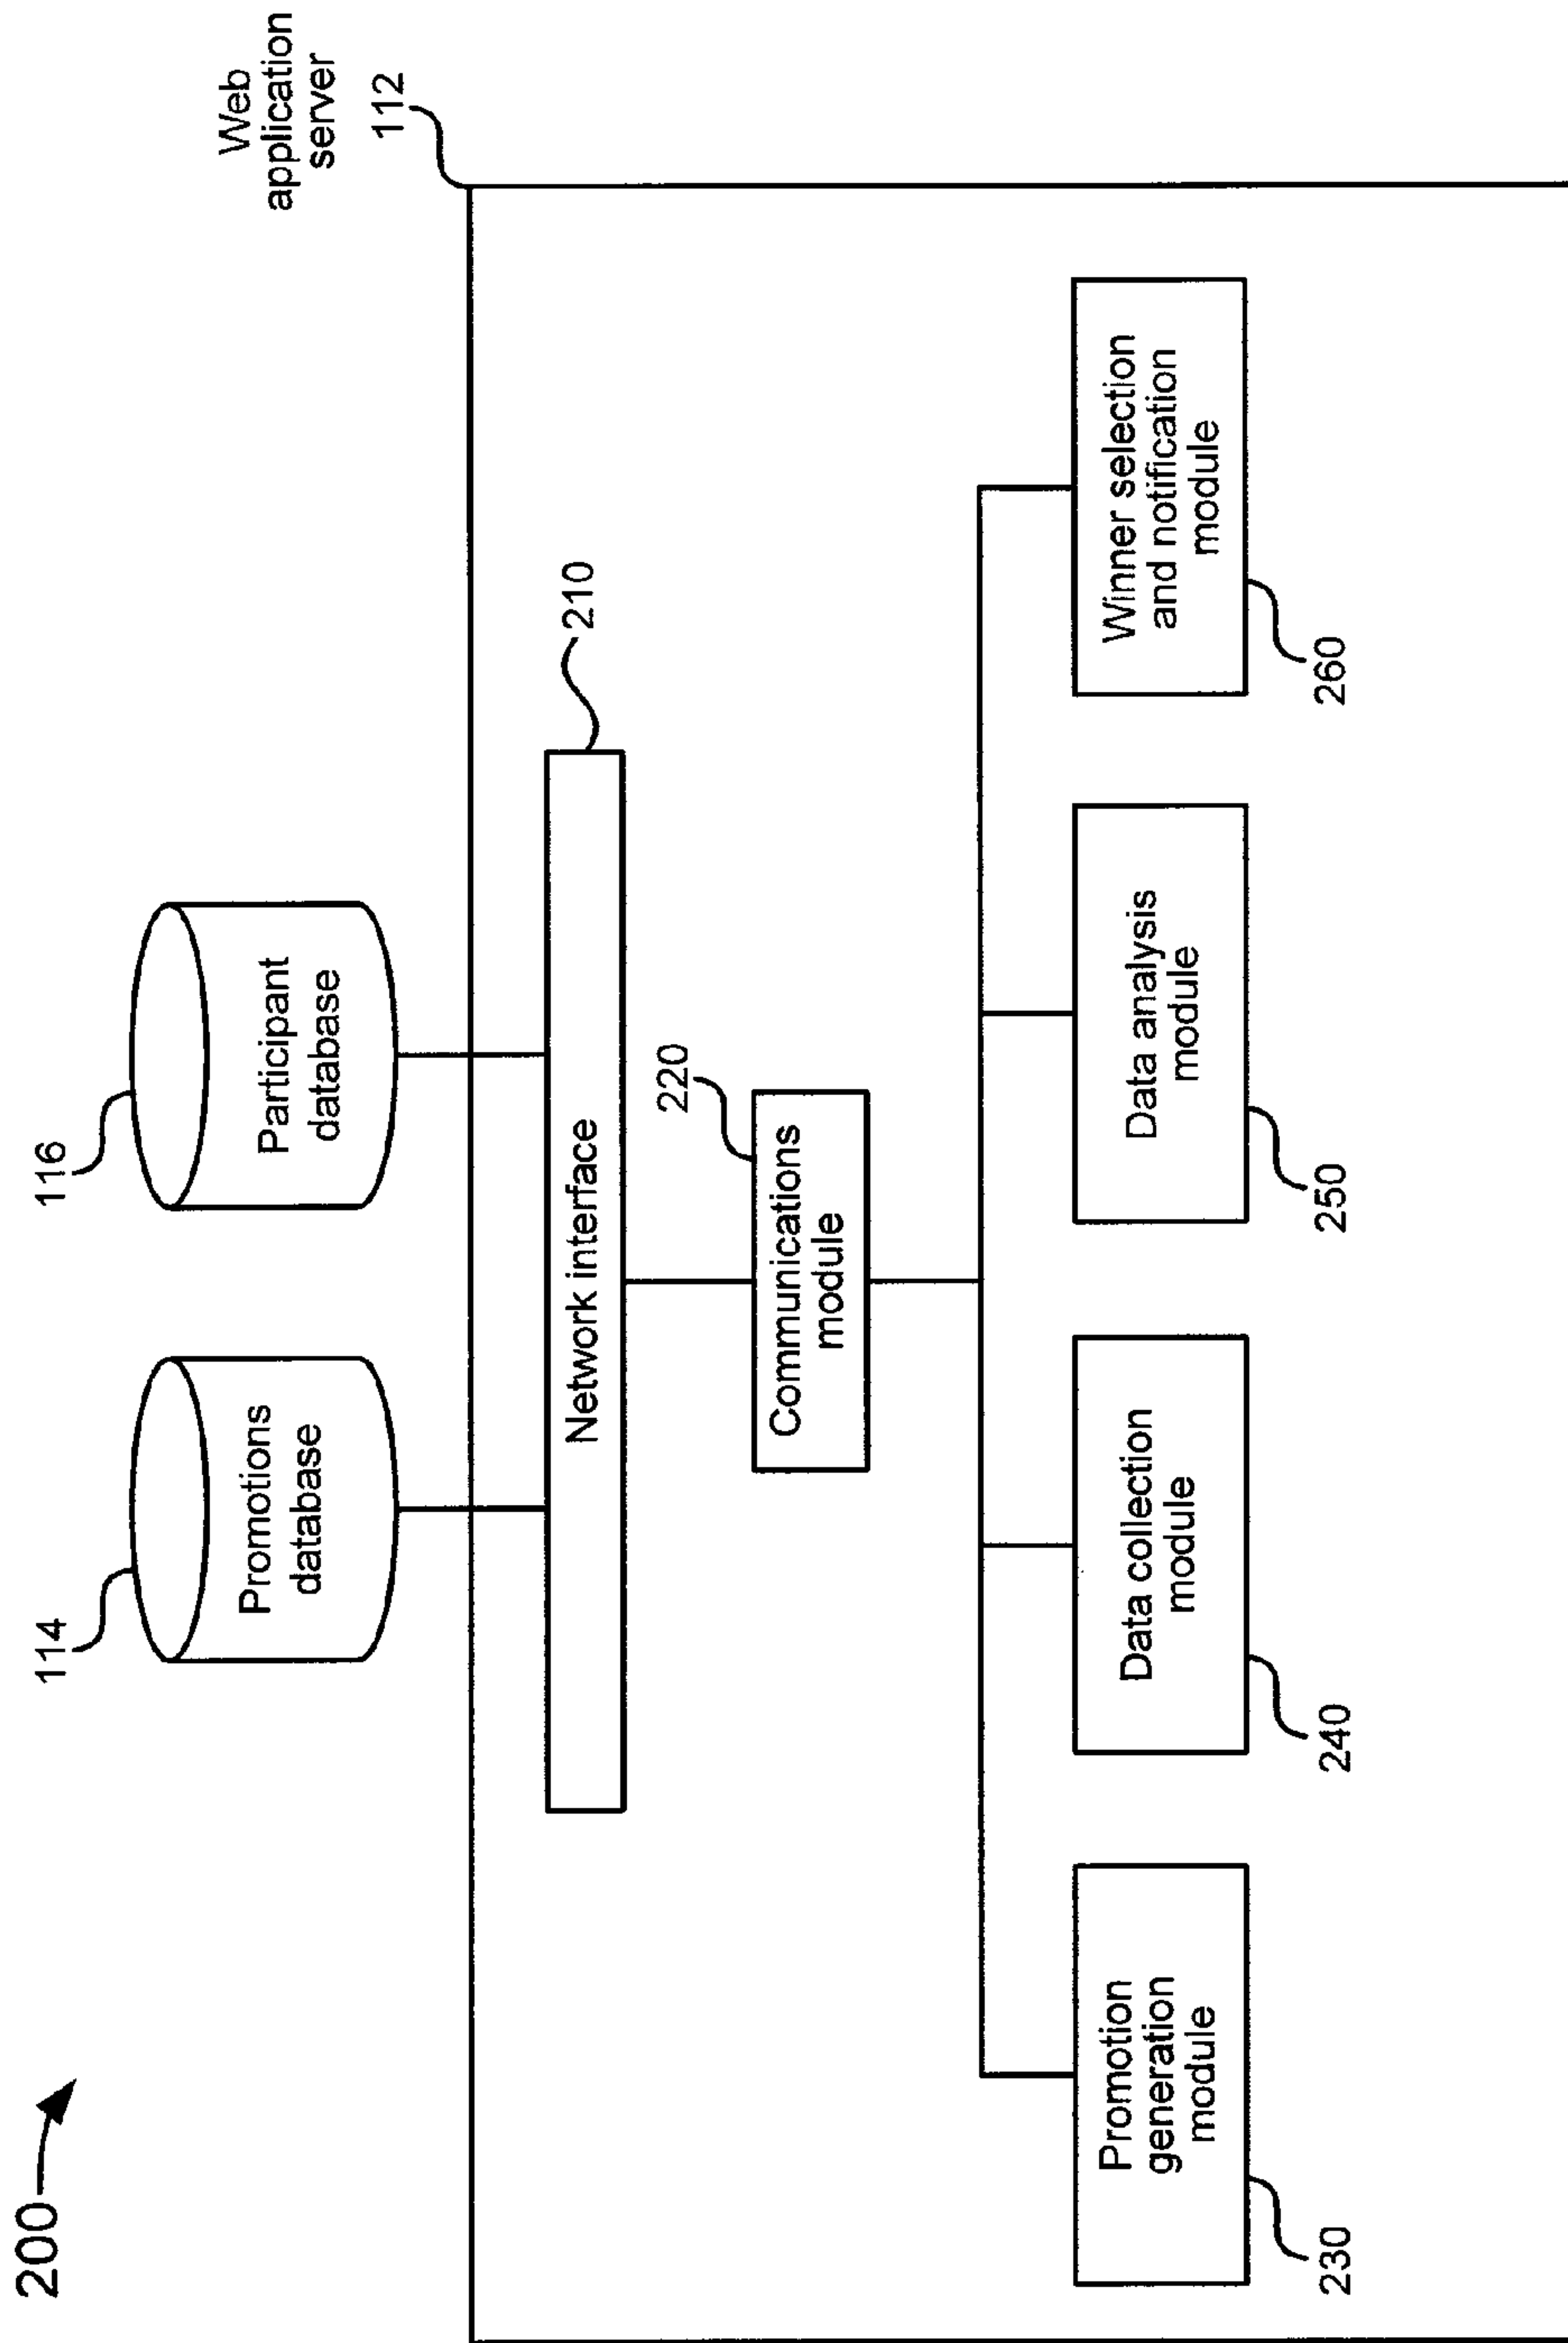 200
Web
application
server
112
114
Promotions
database
116
Participant
database
210
Network interface
220
Communications
module
Promotion
generation
module
230
Data collection
module
240
Data analysis
module
250
Winner selection
and notification
module
260